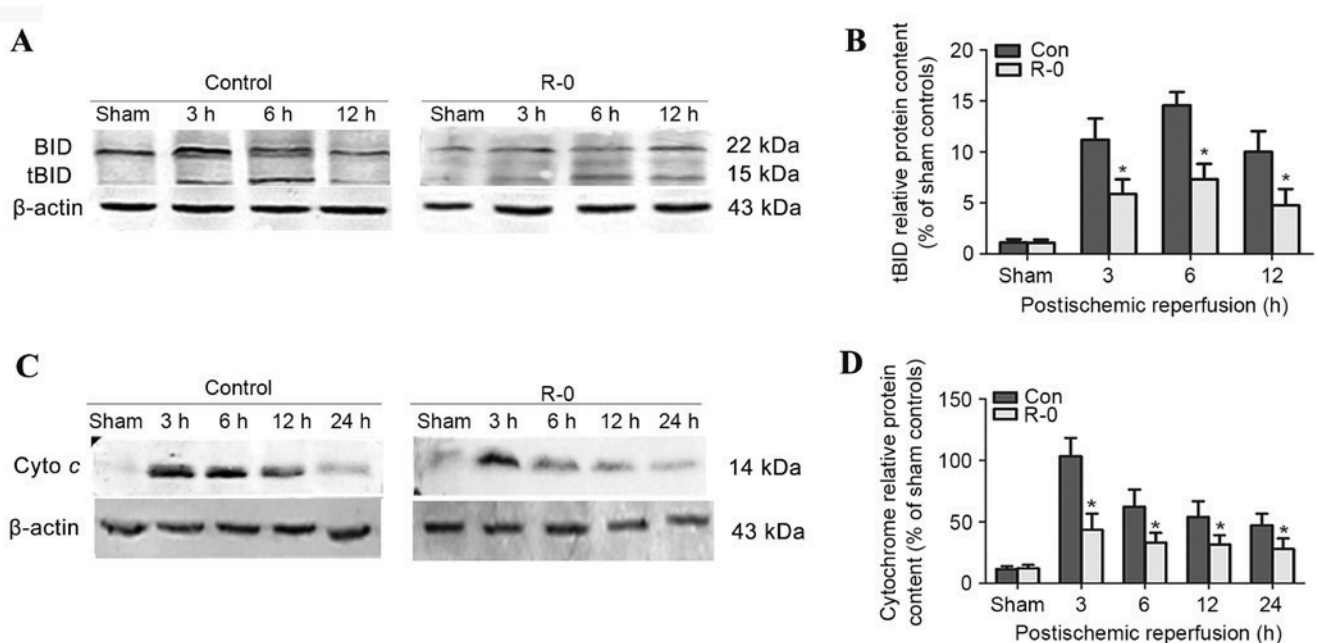 A
Control
R-0
Sham 3 h 6 h 12 h
Sham 3 h 6 h 12 h
BID
22 kDa
tBID
15 kDa
β-actin
43 kDa
B
tBID relative protein content
(% of sham controls)
20
15
10
5
0
Con
R-0
*
*
*
Sham 3 6 12
Postischemic reperfusion (h)
C
Control
R-0
Sham 3 h 6 h 12 h 24 h
Sham 3 h 6 h 12 h 24 h
Cyto c
14 kDa
β-actin
43 kDa
D
Cytochrome relative protein
content (% of sham controls)
150
100
50
0
Con
R-0
*
*
*
*
Sham 3 6 12 24
Postischemic reperfusion (h)